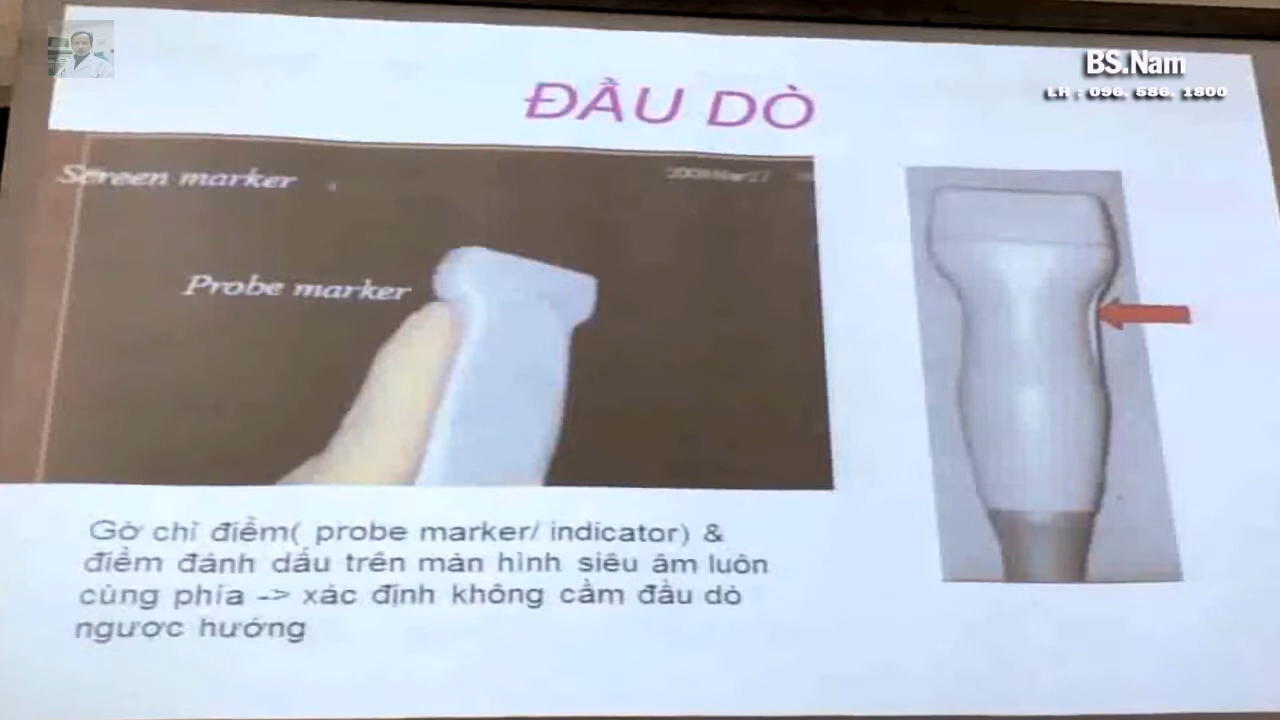 BS.Nam
LH : 096. 586. 1800
ĐẦU DÒ
Screen marker
Probe marker
Gờ chỉ điểm( probe marker/ indicator) &
điểm đánh dấu trên màn hình siêu âm luôn
cùng phía -> xác định không cầm đầu dò
ngược hướng